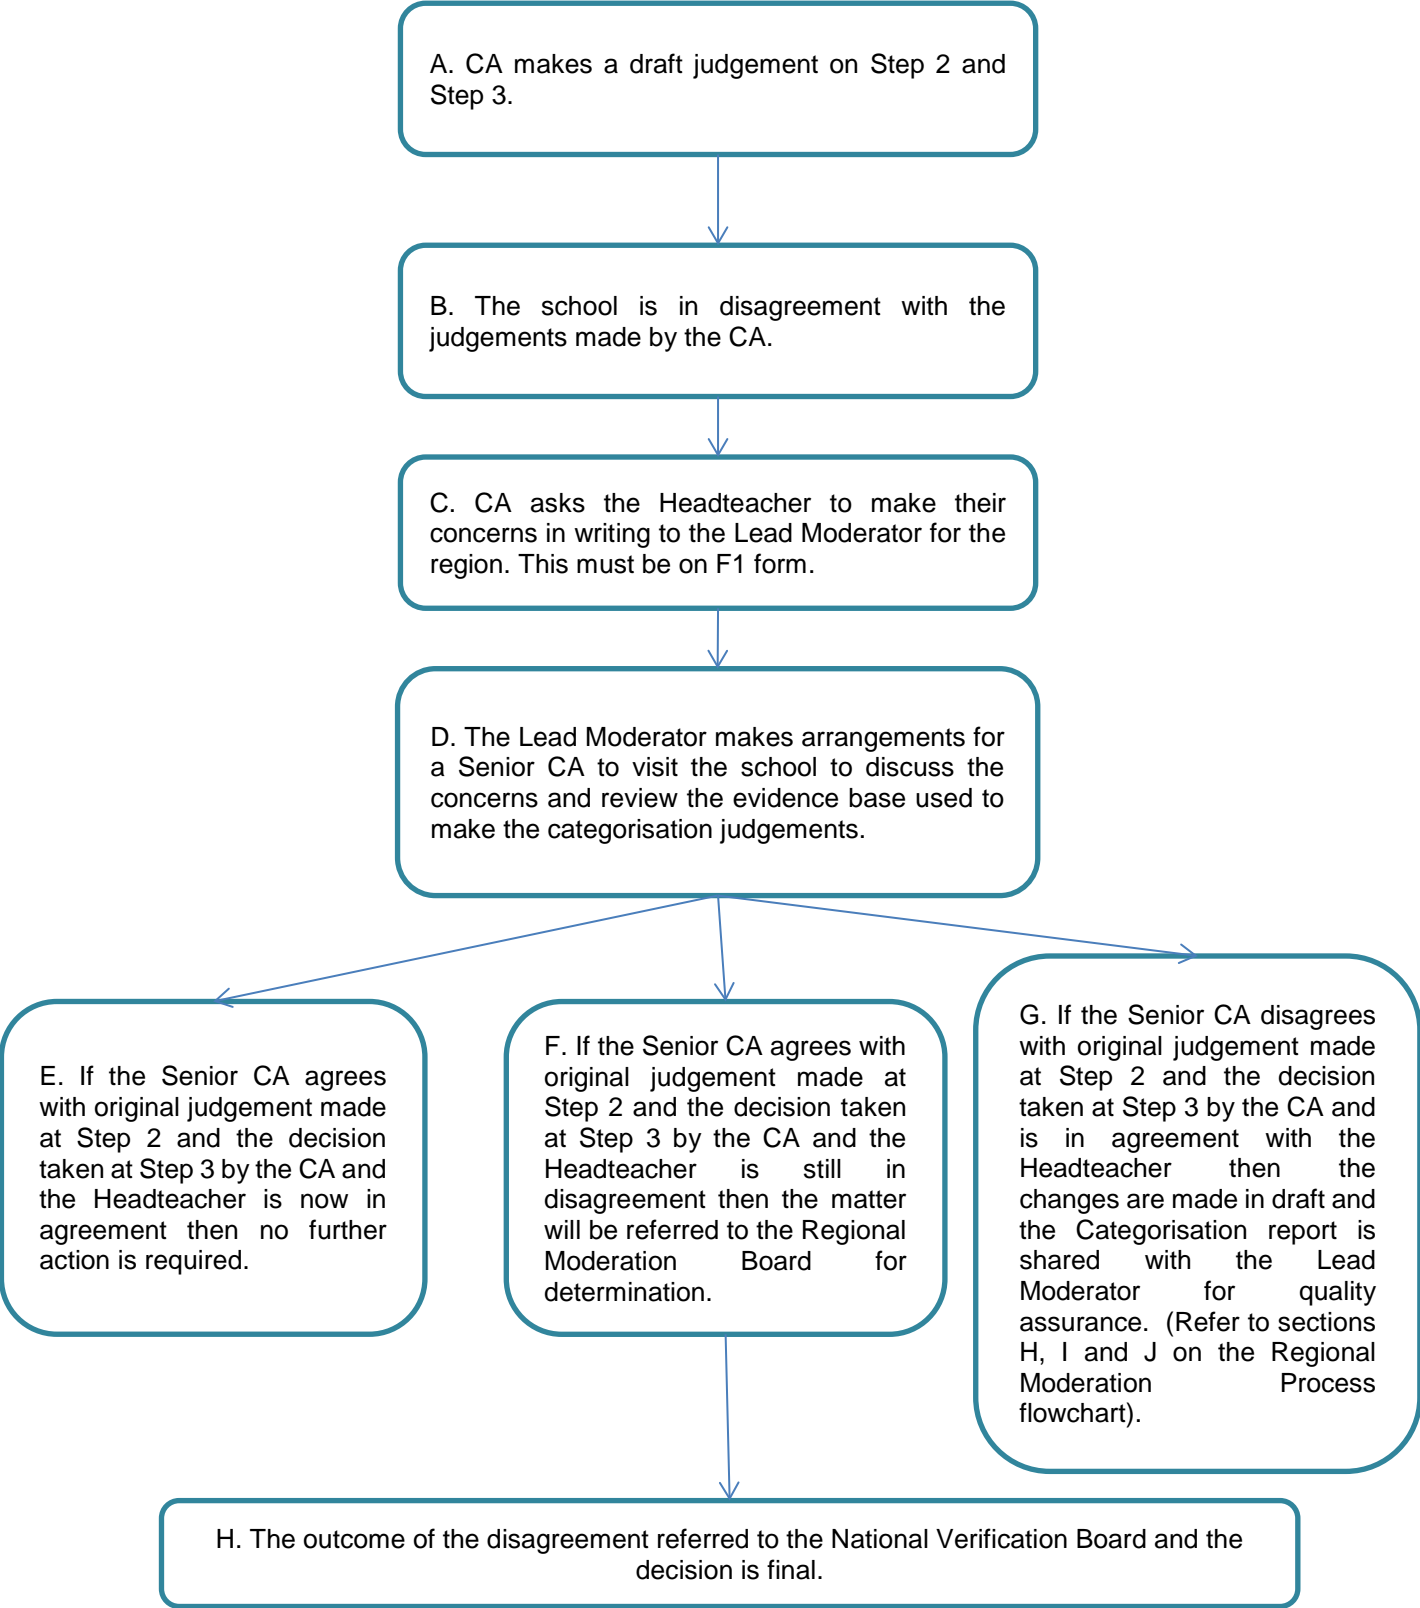 A. CA makes a draft judgement on Step 2 and
Step 3.
B. The school is in disagreement with the
judgements made by the CA.
C. CA asks the Headteacher to make their
concerns in writing to the Lead Moderator for the
region. This must be on F1 form.
D. The Lead Moderator makes arrangements for
a Senior CA to visit the school to discuss the
concerns and review the evidence base used to
make the categorisation judgements.
E. If the Senior CA agrees
with original judgement made
at Step 2 and the decision
taken at Step 3 by the CA and
the Headteacher is now in
agreement then no further
action is required.
F. If the Senior CA agrees with
original judgement made at
Step 2 and the decision taken
at Step 3 by the CA and the
Headteacher is still in
disagreement then the matter
will be referred to the Regional
Moderation Board for
determination.
G. If the Senior CA disagrees
with original judgement made
at Step 2 and the decision
taken at Step 3 by the CA and
is in agreement with the
Headteacher then the
changes are made in draft and
the Categorisation report is
shared with the Lead
Moderator for quality
assurance. (Refer to sections
H, I and J on the Regional
Moderation Process
flowchart).
H. The outcome of the disagreement referred to the National Verification Board and the
decision is final.